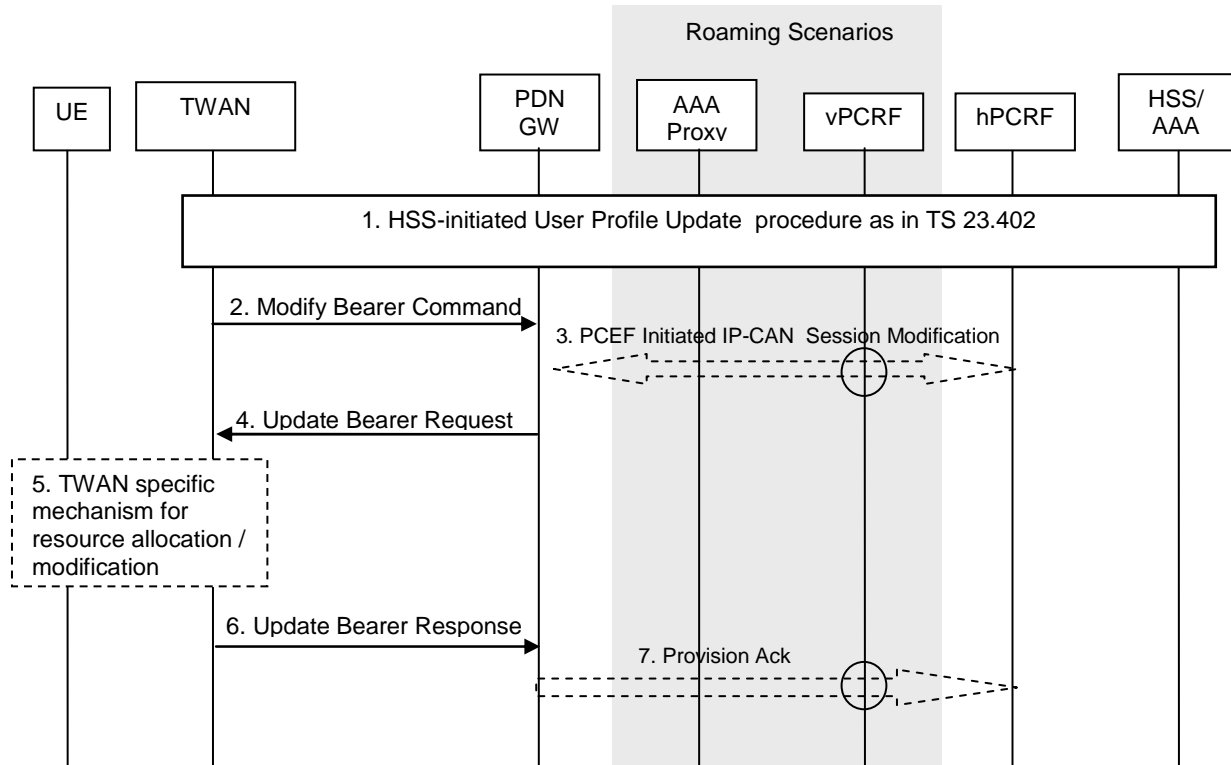 Roaming Scenarios
UE
TWAN
PDN
GW
AAA
Proxy
vPCRF
hPCRF
HSS/
AAA
1. HSS-initiated User Profile Update procedure as in TS 23.402
2. Modify Bearer Command
3. PCEF Initiated IP-CAN Session Modification
4. Update Bearer Request
5. TWAN specific
mechanism for
resource allocation /
modification
6. Update Bearer Response
7. Provision Ack